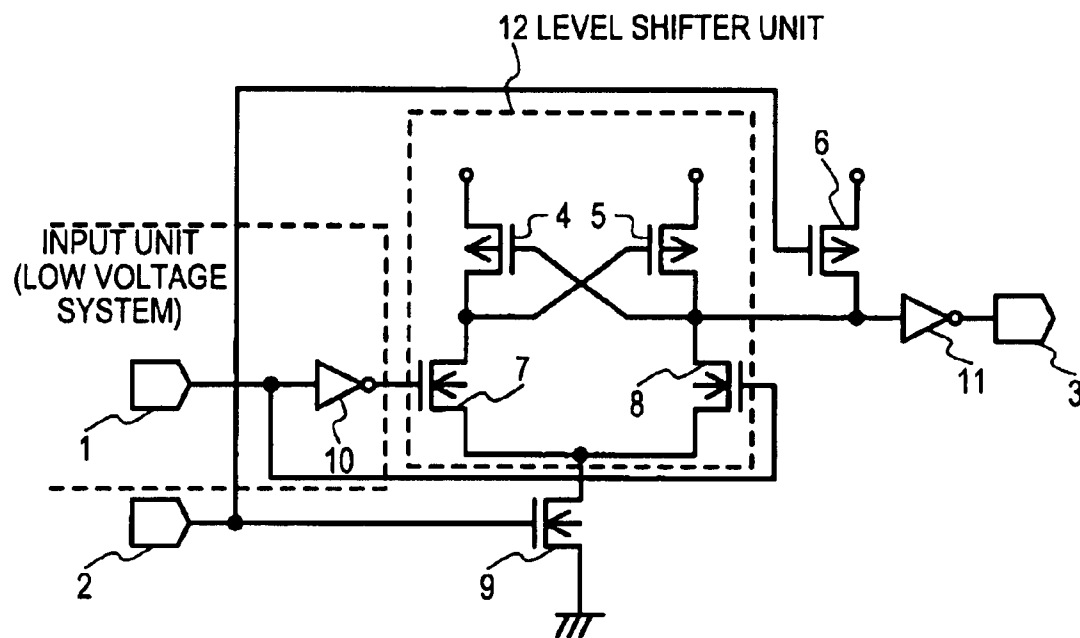 12 LEVEL SHIFTER UNIT
6
4
5
INPUT UNIT
(LOW VOLTAGE
SYSTEM)
7
8
11
3
1
10
2
9